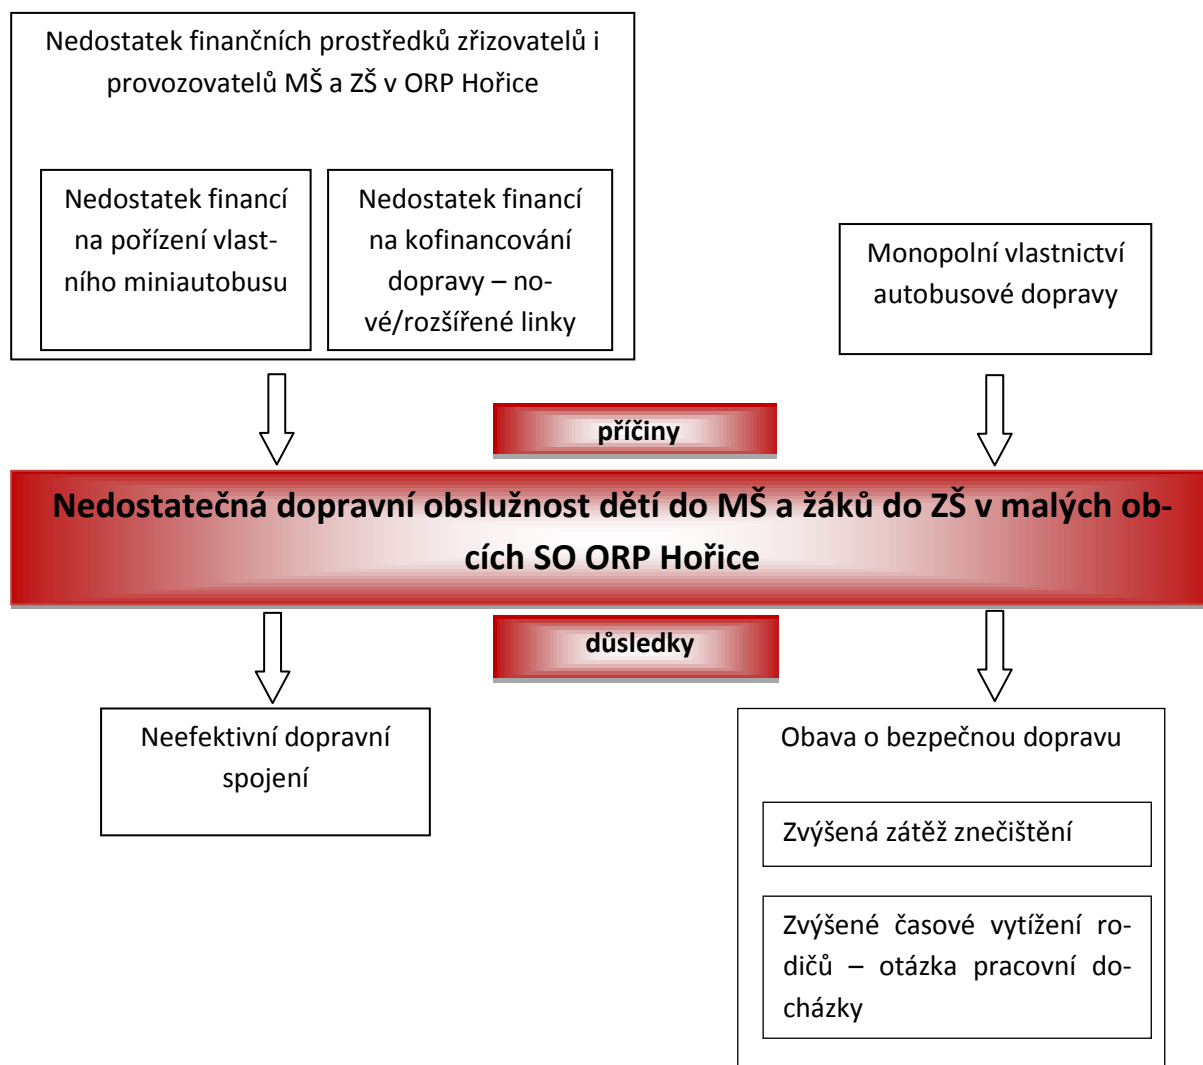 Nedostatek finančních prostředků zřizovatelů i
provozovatelů MŠ a ZŠ v ORP Hořice
Nedostatek financí
na pořízení vlast-
ního miniautobusu
Nedostatek financí
na kofinancování
dopravy – no-
vé/rozšířené linky
Monopolní vlastnictví
autobusové dopravy
příčiny
Nedostatečná dopravní obslužnost dětí do MŠ a žáků do ZŠ v malých ob-
cích SO ORP Hořice
důsledky
Neefektivní dopravní
spojení
Obava o bezpečnou dopravu
Zvýšená zátěž znečištění
Zvýšené časové vytížení ro-
dičů – otázka pracovní do-
cházky